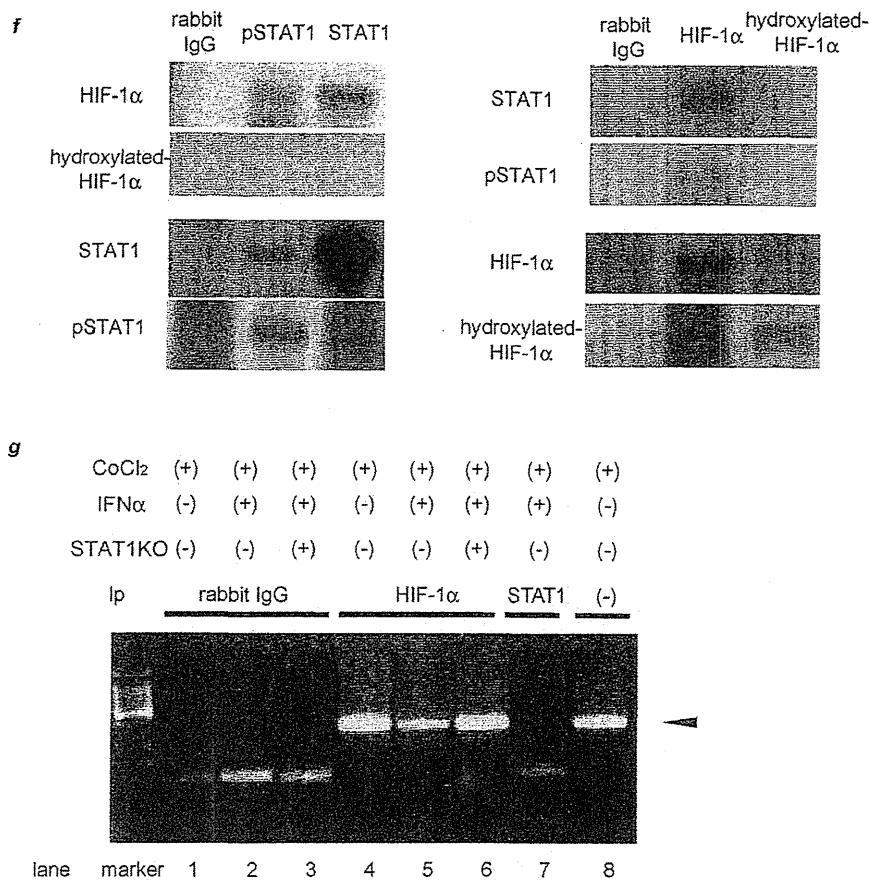 f
rabbit IgG pSTAT1 STAT1
HIF-1α
hydroxylated-
HIF-1α
STAT1
pSTAT1
rabbit IgG HIF-1α hydroxylated-HIF-1α
STAT1
pSTAT1
HIF-1α
hydroxylated-
HIF-1α
g
CoCl₂ (+) (+) (+) (+) (+) (+) (+) (+)
IFNα (-) (+) (+) (-) (+) (+) (+) (-)
STAT1KO (-) (-) (+) (-) (-) (+) (-) (-)
Ip rabbit IgG HIF-1α STAT1 (-)
lane marker 1 2 3 4 5 6 7 8